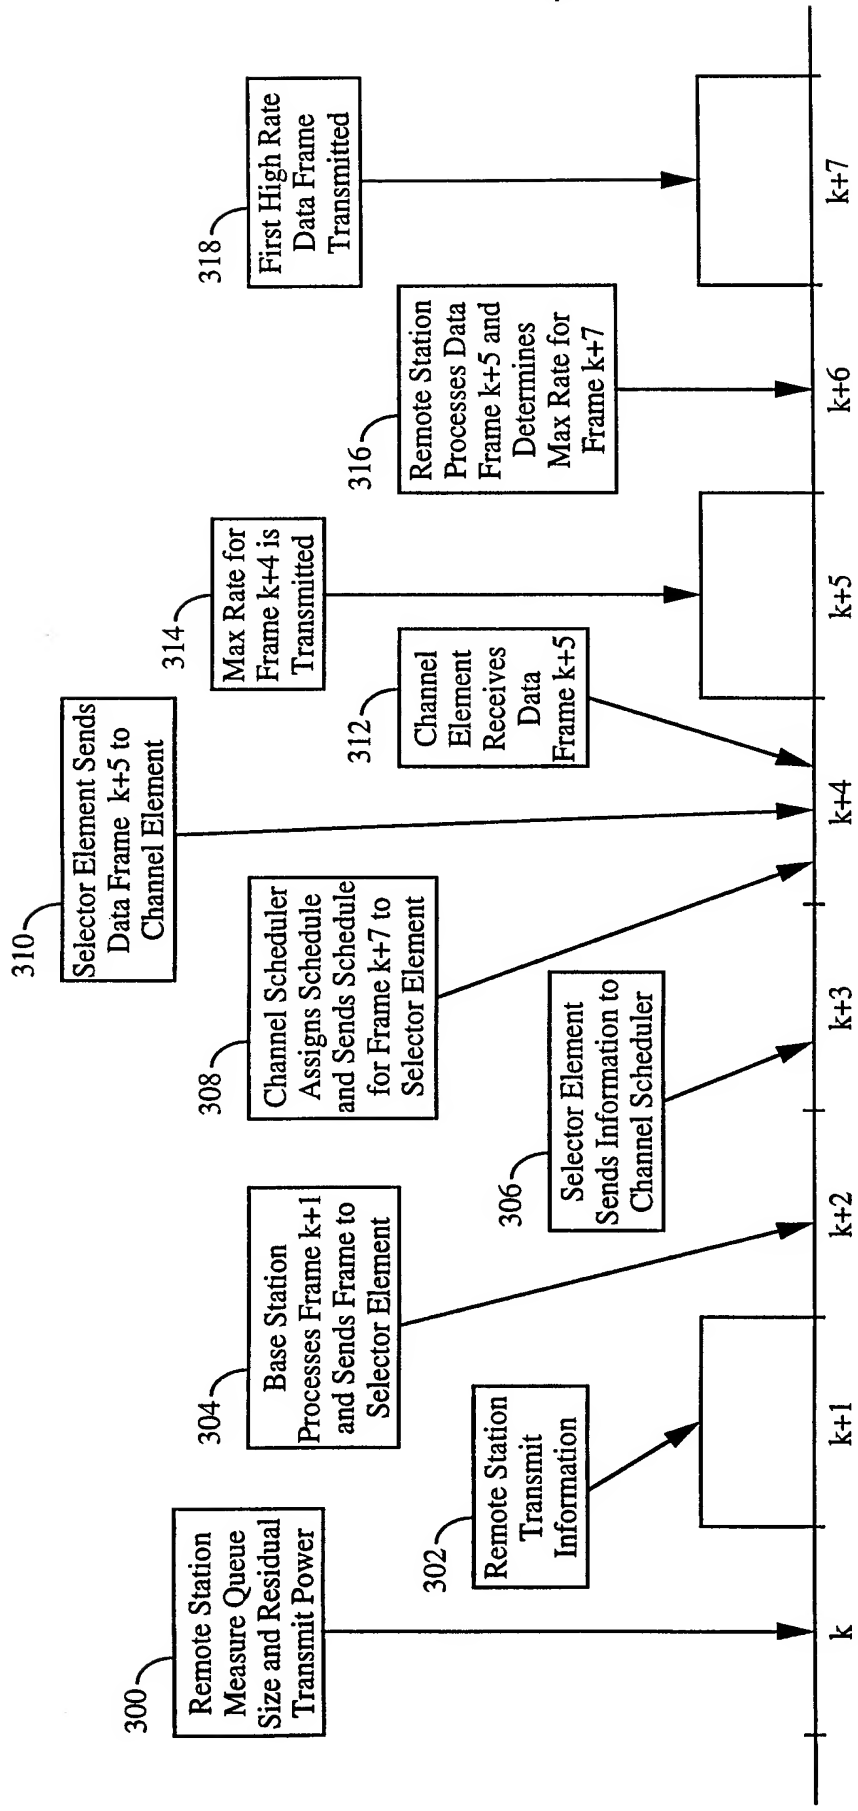 300
Remote Station
Measure Queue
Size and Residual
Transmit Power
302
Remote Station
Transmit
Information
304
Base Station
Processes Frame k+1
and Sends Frame to
Selector Element
306
Selector Element
Sends Information to
Channel Scheduler
308
Channel Scheduler
Assigns Schedule
and Sends Schedule
for Frame k+7 to
Selector Element
310
Selector Element Sends
Data Frame k+5 to
Channel Element
312
Channel
Element
Receives
Data
Frame k+5
314
Max Rate for
Frame k+4 is
Transmitted
316
Remote Station
Processes Data
Frame k+5 and
Determines
Max Rate for
Frame k+7
318
First High Rate
Data Frame
Transmitted
k
k+1
k+2
k+3
k+4
k+5
k+6
k+7